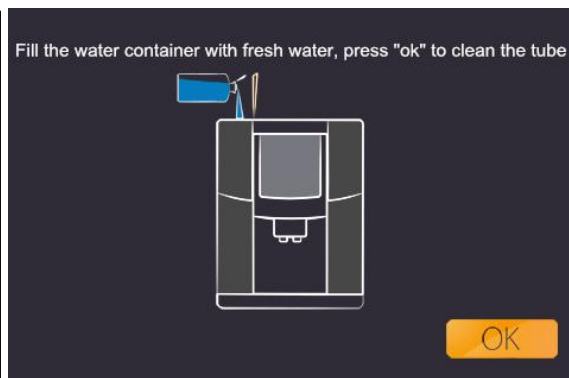 Fill the water container with fresh water, press "ok" to clean the tube
OK